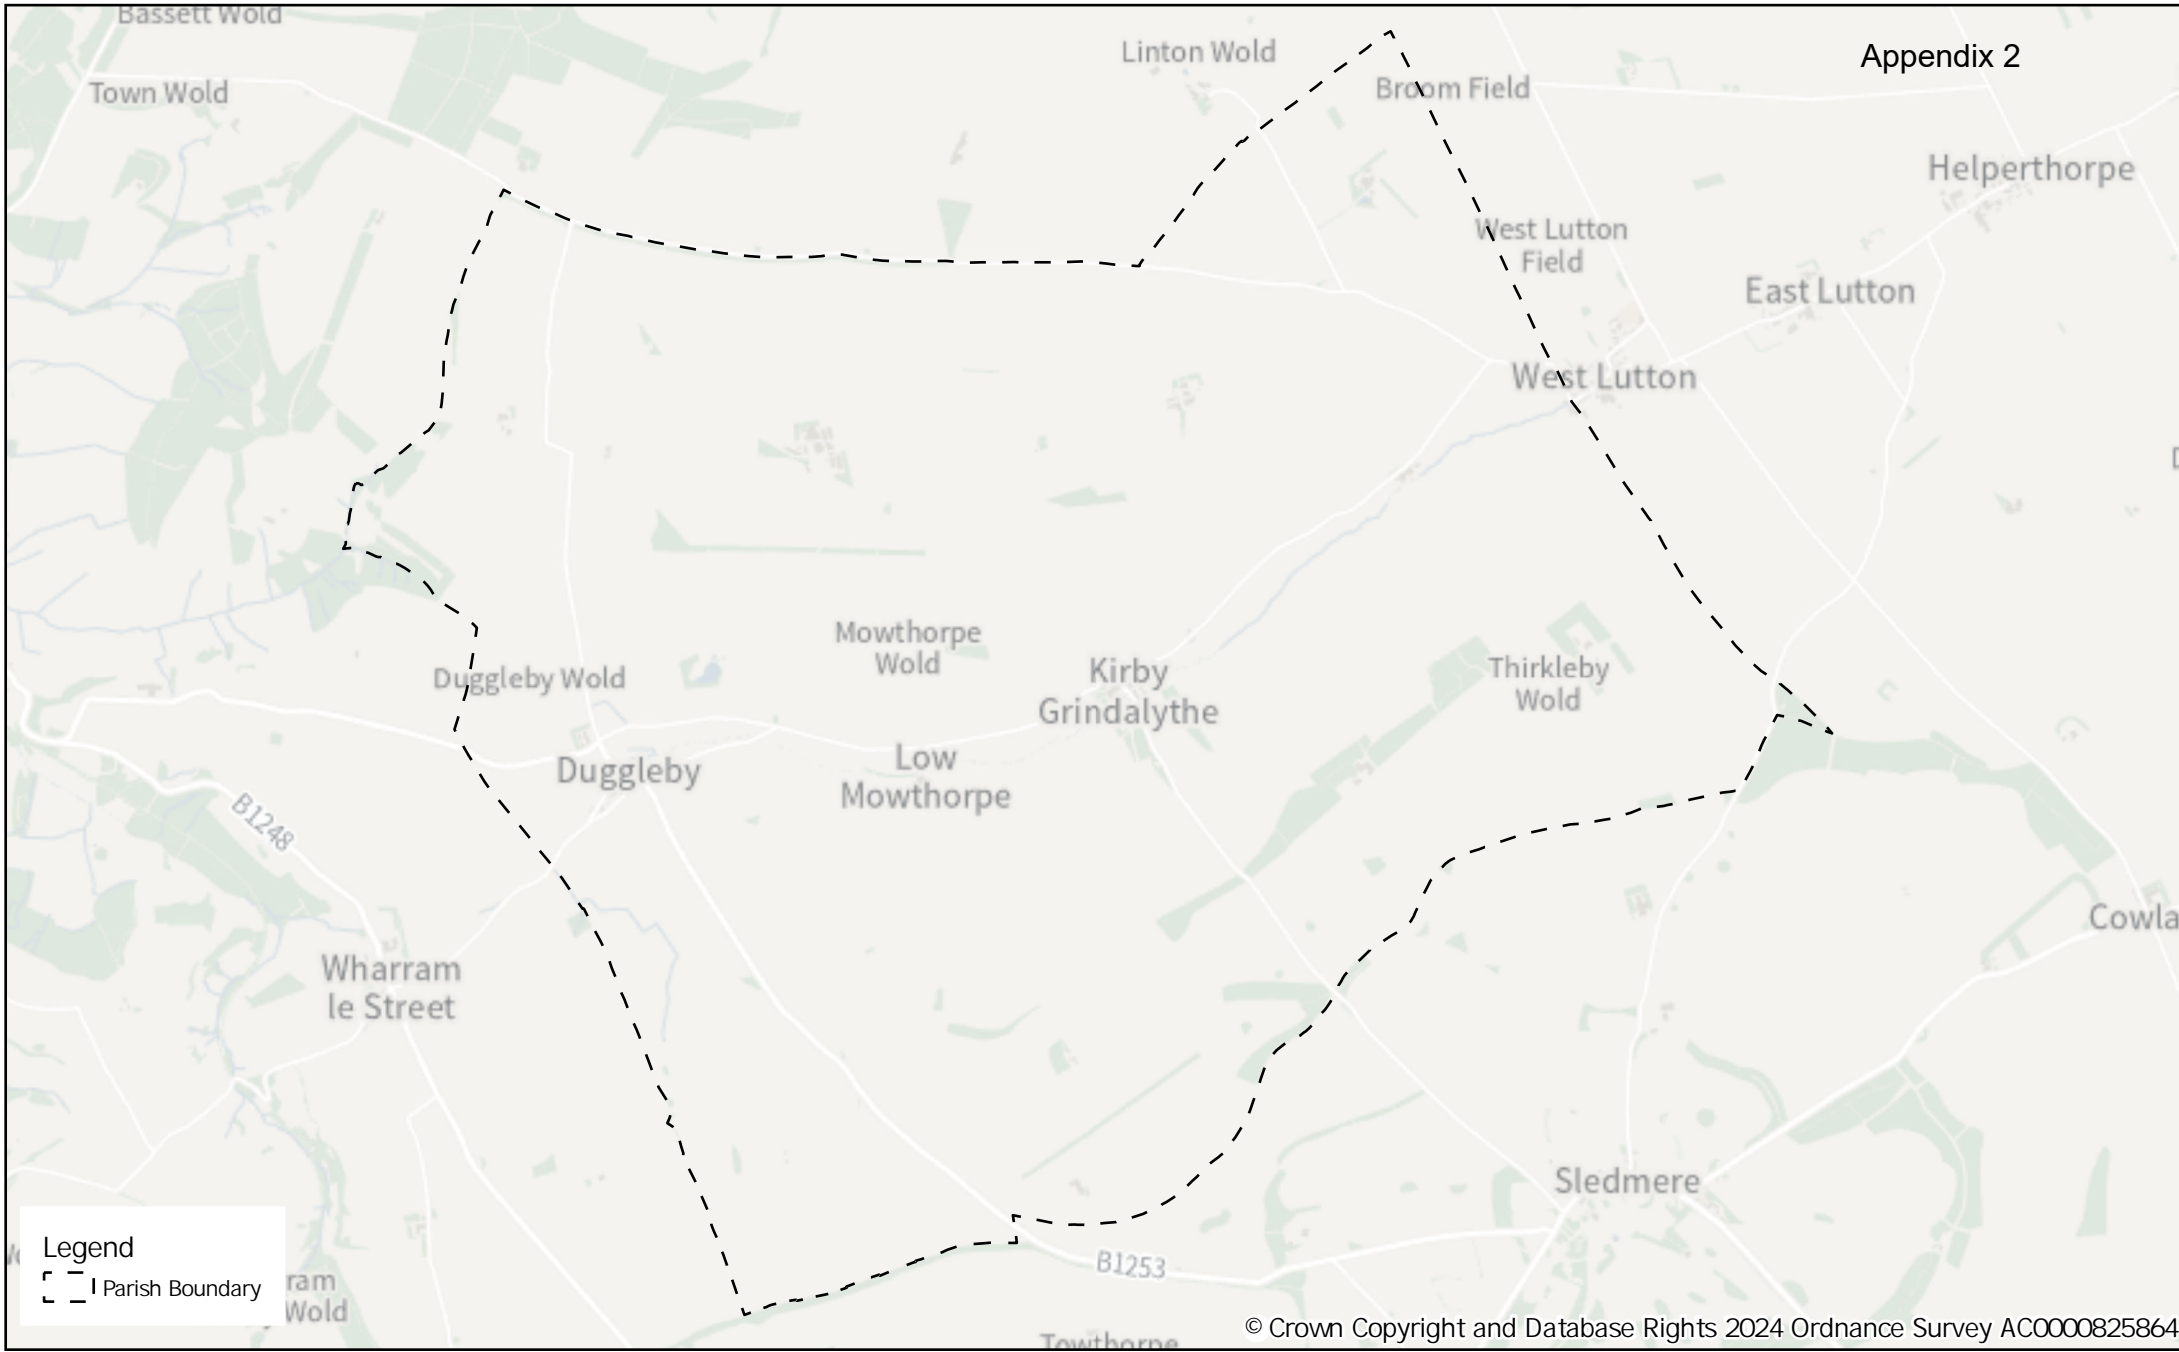 Bassett Wold
Appendix 2
Linton Wold
Town Wold
Broom Field
Helperthorpe
West Lutton
Field
East Lutton
West Lutton
Mowthorpe
Wold
Kirby
Grindalythe
Thirkleby
Wold
Duggleby Wold
Duggleby
Low
Mowthorpe
B1248
Cowla
Wharram
le Street
Sledmere
B1253
Legend
Parish Boundary
ram
Wold
Towthorpe
© Crown Copyright and Database Rights 2024 Ordnance Survey AC0000825864